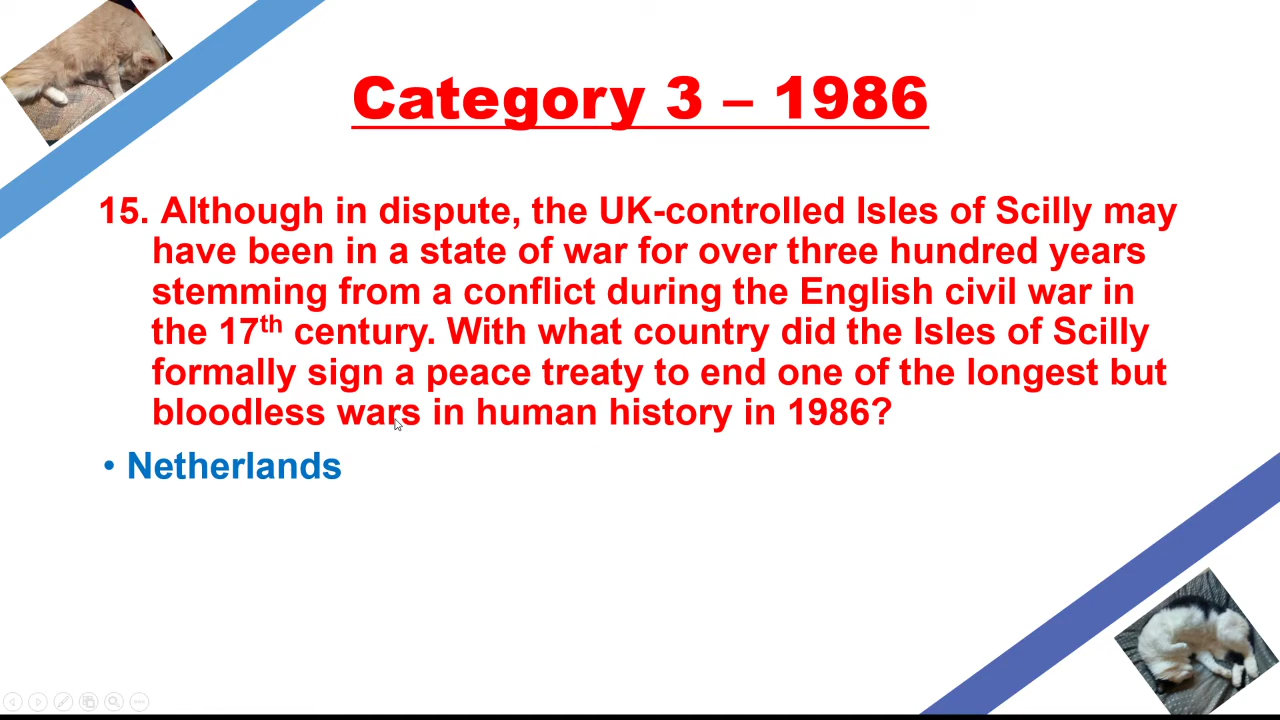 Category 3 – 1986
15. Although in dispute, the UK-controlled Isles of Scilly may
have been in a state of war for over three hundred years
stemming from a conflict during the English civil war in
the 17th century. With what country did the Isles of Scilly
formally sign a peace treaty to end one of the longest but
bloodless wars in human history in 1986?
• Netherlands